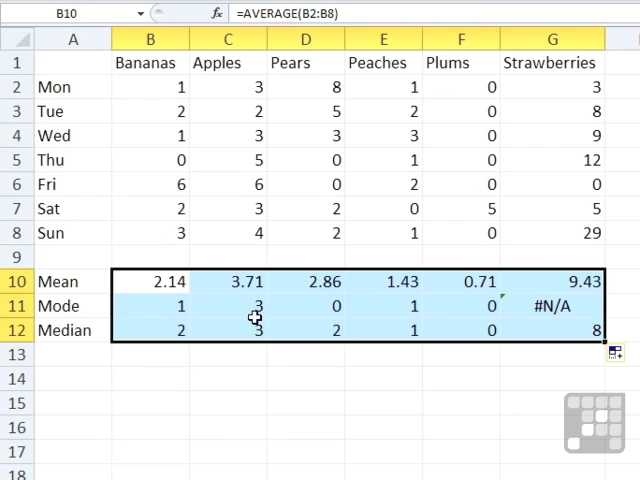 B10 fx =AVERAGE(B2:B8)
A B C D E F G
1 Bananas Apples Pears Peaches Plums Strawberries
2 Mon 1 3 8 1 0 3
3 Tue 2 2 5 2 0 8
4 Wed 1 3 3 3 0 9
5 Thu 0 5 0 1 0 12
6 Fri 6 6 0 2 0 0
7 Sat 2 3 2 0 5 5
8 Sun 3 4 2 1 0 29
9
10 Mean 2.14 3.71 2.86 1.43 0.71 9.43
11 Mode 1 3 0 1 0 #N/A
12 Median 2 3 2 1 0 8
13
14
15
16
17
18